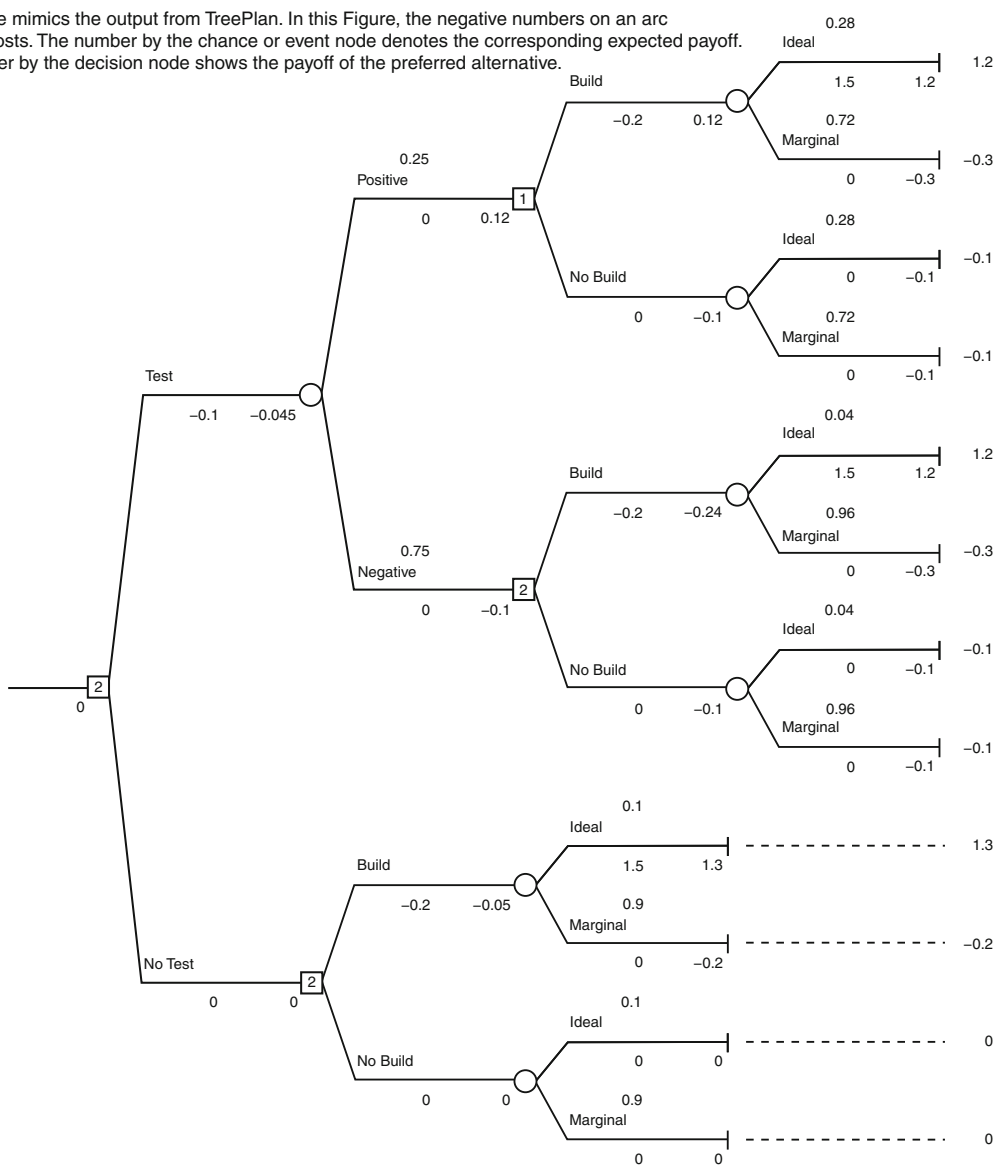 e mimics the output from TreePlan. In this Figure, the negative numbers on an arc
osts. The number by the chance or event node denotes the corresponding expected payoff.
er by the decision node shows the payoff of the preferred alternative.
0.28
Ideal
1.2
Build
1.5 1.2
−0.2 0.12
0.72
Marginal
0.25
−0.3
Positive
0 −0.3
1
0 0.12
0.28
Ideal
−0.1
No Build
0 −0.1
0 −0.1
0.72
Marginal
−0.1
Test
0 −0.1
−0.1 −0.045
0.04
Ideal
1.2
Build
1.5 1.2
−0.2 −0.24
0.96
Marginal
0.75
−0.3
Negative
0 −0.3
2
0 −0.1
0.04
Ideal
−0.1
No Build
0 −0.1
2
0
0 −0.1
0.96
Marginal
−0.1
0 −0.1
0.1
Ideal
1.3
Build
1.5 1.3
−0.2 −0.05
0.9
Marginal
−0.2
No Test
0 −0.2
2
0 0
0.1
Ideal
0
No Build
0 0
0 0
0.9
Marginal
0
0 0